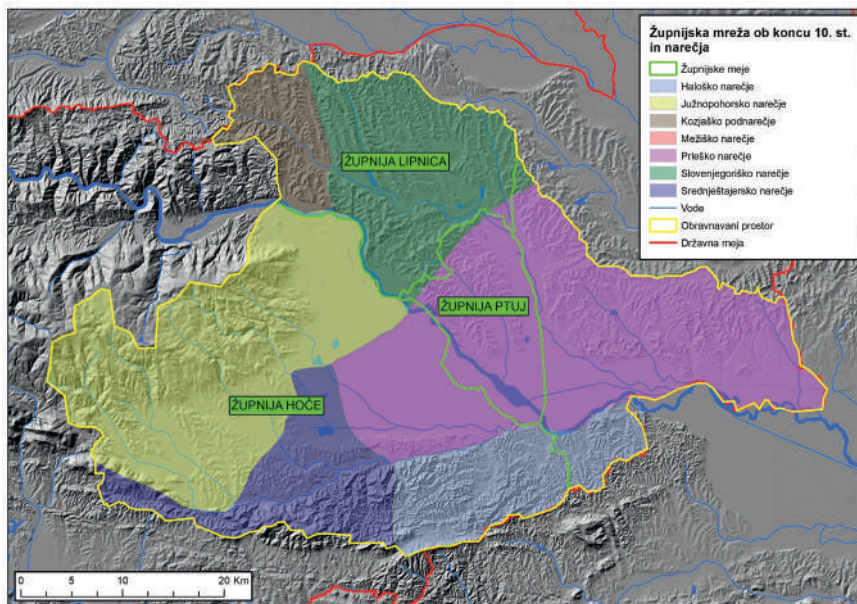 Župnijska mreža ob koncu 10. st.
in narečja
Župnijske meje
Haloško narečje
Južnopohorsko narečje
Kozjaško podnarečje
Mežiško narečje
Prleško narečje
Slovenjegoriško narečje
Srednještajersko narečje
Vode
Obravnavani prostor
Državna meja
ŽUPNIJA LIPNICA
ŽUPNIJA PTUJ
ŽUPNIJA HOČE
0 5 10 20 Km